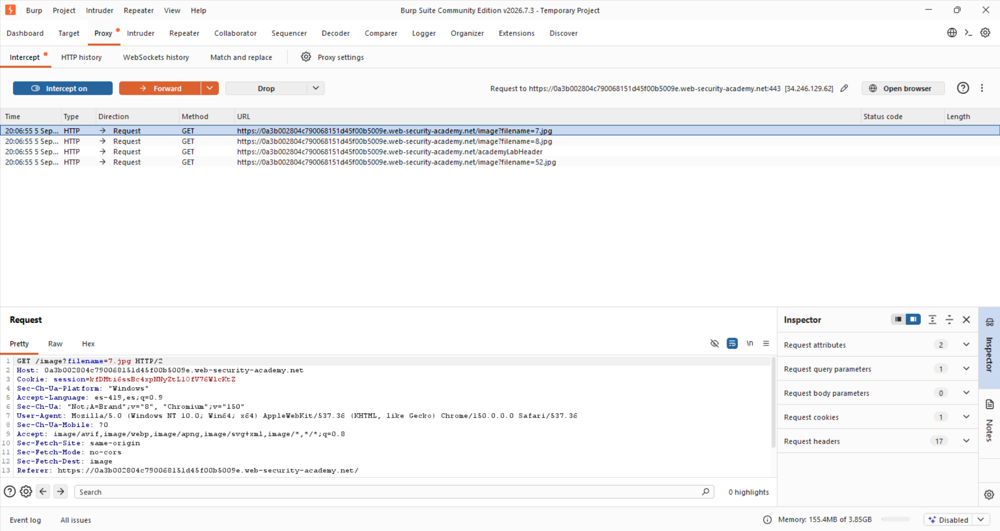 Burp Project Intruder Repeater View Help Burp Suite Community Edition v2026.7.3 - Temporary Project
Dashboard Target Proxy Intruder Repeater Collaborator Sequencer Decoder Comparer Logger Organizer Extensions Discover
Intercept HTTP history WebSockets history Match and replace Proxy settings
Intercept on Forward Drop Request to https://0a3b002804c790068151d45f00b5009e.web-security-academy.net:443 [34.246.129.62] Open browser
Time Type Direction Method URL Status code Length
20:06:55 5 Sep... HTTP → Request GET https://0a3b002804c790068151d45f00b5009e.web-security-academy.net/image?filename=7.jpg
20:06:55 5 Sep... HTTP → Request GET https://0a3b002804c790068151d45f00b5009e.web-security-academy.net/image?filename=8.jpg
20:06:55 5 Sep... HTTP → Request GET https://0a3b002804c790068151d45f00b5009e.web-security-academy.net/academyLabHeader
20:06:55 5 Sep... HTTP → Request GET https://0a3b002804c790068151d45f00b5009e.web-security-academy.net/image?filename=52.jpg
Request
Pretty Raw Hex \n
1 GET /image?filename=7.jpg HTTP/2
2 Host: 0a3b002804c790068151d45f00b5009e.web-security-academy.net
3 Cookie: session=kfDMti6ssBc4xpNNyZtLl0fV76WlcKtZ
4 Sec-Ch-Ua-Platform: "Windows"
5 Accept-Language: es-419,es;q=0.9
6 Sec-Ch-Ua: "Not;A=Brand";v="8", "Chromium";v="150"
7 User-Agent: Mozilla/5.0 (Windows NT 10.0; Win64; x64) AppleWebKit/537.36 (KHTML, like Gecko) Chrome/150.0.0.0 Safari/537.36
8 Sec-Ch-Ua-Mobile: ?0
9 Accept: image/avif,image/webp,image/apng,image/svg+xml,image/*,*/*;q=0.8
10 Sec-Fetch-Site: same-origin
11 Sec-Fetch-Mode: no-cors
12 Sec-Fetch-Dest: image
13 Referer: https://0a3b002804c790068151d45f00b5009e.web-security-academy.net/
Search 0 highlights
Inspector
Request attributes 2
Request query parameters 1
Request body parameters 0
Request cookies 1
Request headers 17
Inspector
Notes
Event log All issues Memory: 155.4MB of 3.85GB Disabled